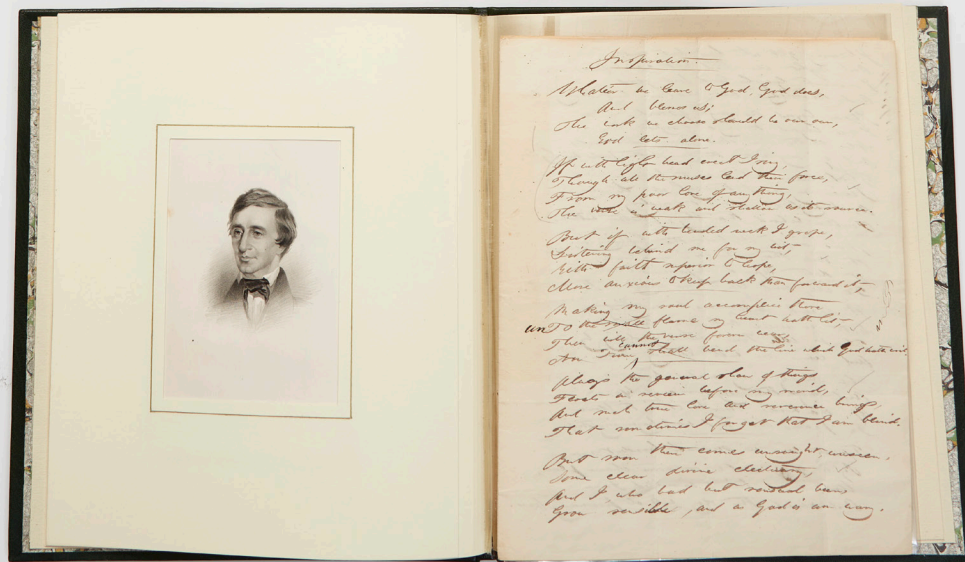 Inspiration.
Whate'er we leave to God, God does,
And blesses us;
The work we choose should be our own,
God lets alone.
If with light head erect I sing,
Though all the muses lend their force,
From my poor love of anything,
The verse is weak and shallow as its source.
But if with bended neck I grope,
Listening behind me for my wit,
With faith superior to hope,
More anxious to keep back than forward it,
Making my soul accomplice there
un To the small flame my heart hath lit,
Then will the verse forever wear,
Time cannot shall bend the line which God hath writ.
Always the general show of things
Floats in review before my mind,
And such true love and reverence brings,
That sometimes I forget that I am blind.
But there comes unsought unseen,
Some clear divine electuary,
And I who had but sensual been,
Grow sensible, and as God is am wary.